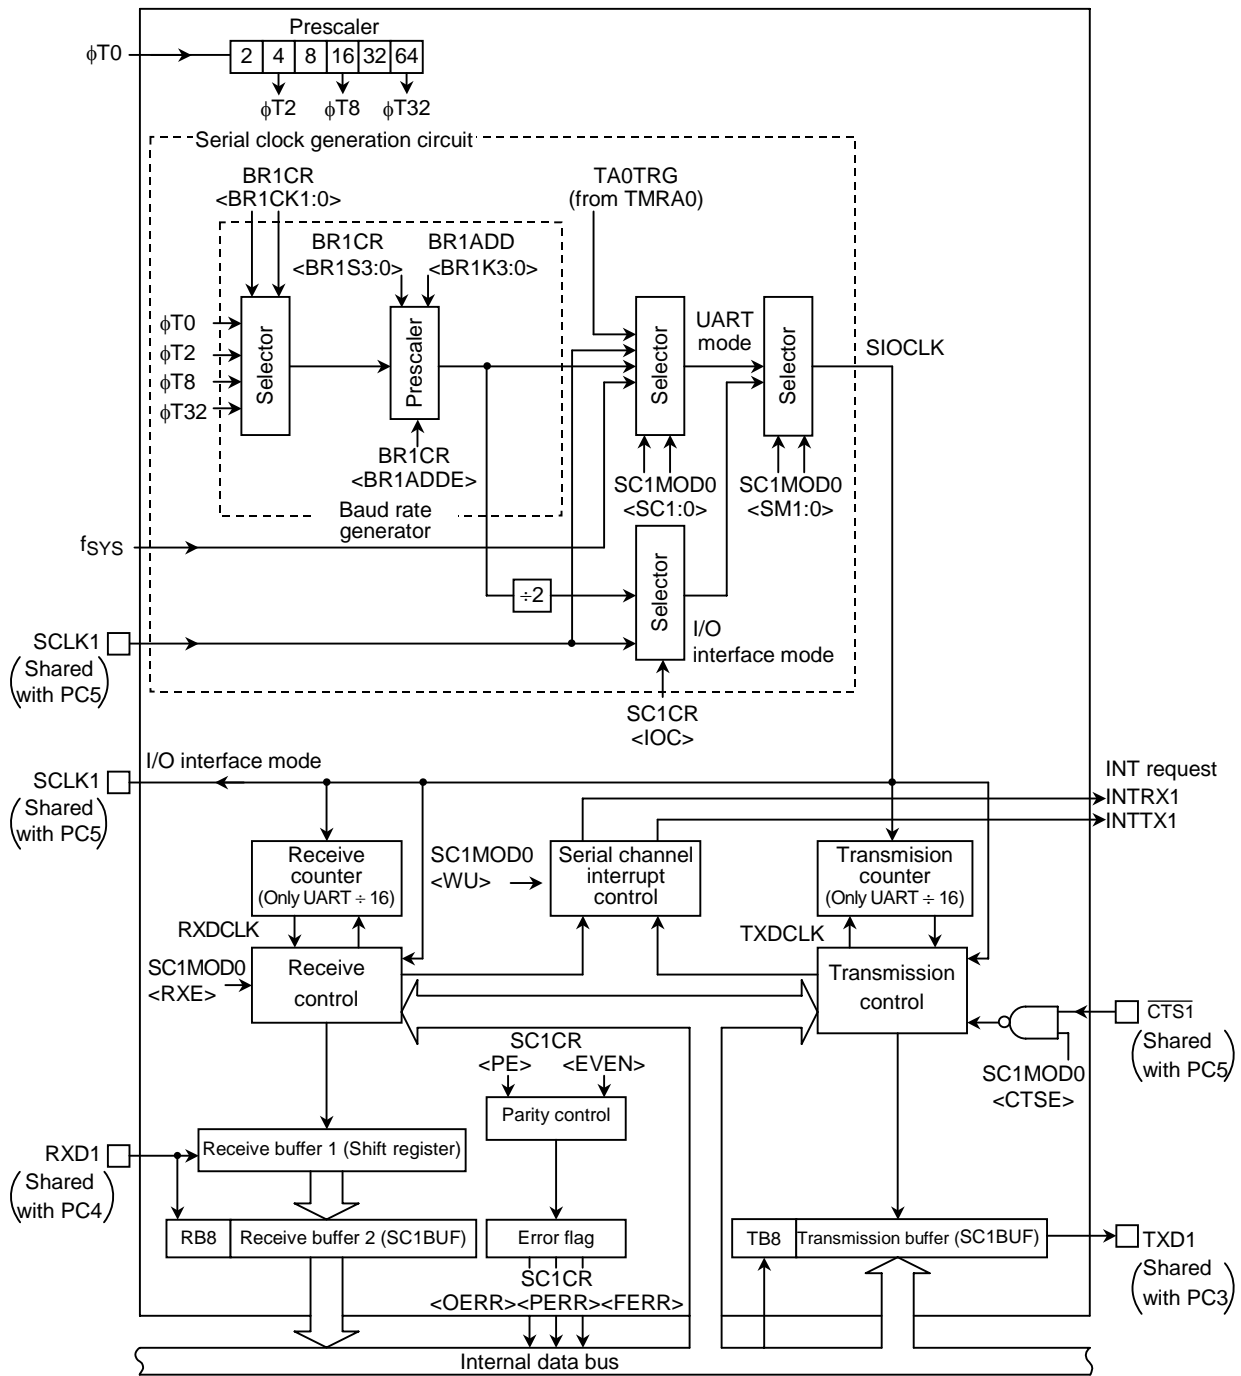 Prescaler
ϕT0
2 4 8 16 32 64
ϕT2 ϕT8 ϕT32
Serial clock generation circuit
BR1CR
<BR1CK1:0>
TA0TRG
(from TMRA0)
BR1CR
<BR1S3:0>
BR1ADD
<BR1K3:0>
ϕT0
ϕT2
ϕT8
ϕT32
Selector
Prescaler
Selector
UART
mode
Selector
SIOCLK
BR1CR
<BR1ADDE>
SC1MOD0
<SC1:0>
SC1MOD0
<SM1:0>
Baud rate
generator
fSYS
÷2
Selector
I/O
interface mode
SCLK1
(Shared
with PC5)
SC1CR
<IOC>
I/O interface mode
SCLK1
(Shared
with PC5)
INT request
INTRX1
INTTX1
Receive
counter
(Only UART ÷ 16)
SC1MOD0
<WU>
Serial channel
interrupt
control
Transmision
counter
(Only UART ÷ 16)
RXDCLK
TXDCLK
SC1MOD0
<RXE>
Receive
control
Transmission
control
CTS1
(Shared
with PC5)
SC1MOD0
<CTSE>
SC1CR
<PE> <EVEN>
Parity control
RXD1
(Shared
with PC4)
Receive buffer 1 (Shift register)
RB8 Receive buffer 2 (SC1BUF)
Error flag
TB8 Transmission buffer (SC1BUF)
TXD1
(Shared
with PC3)
SC1CR
<OERR><PERR><FERR>
Internal data bus